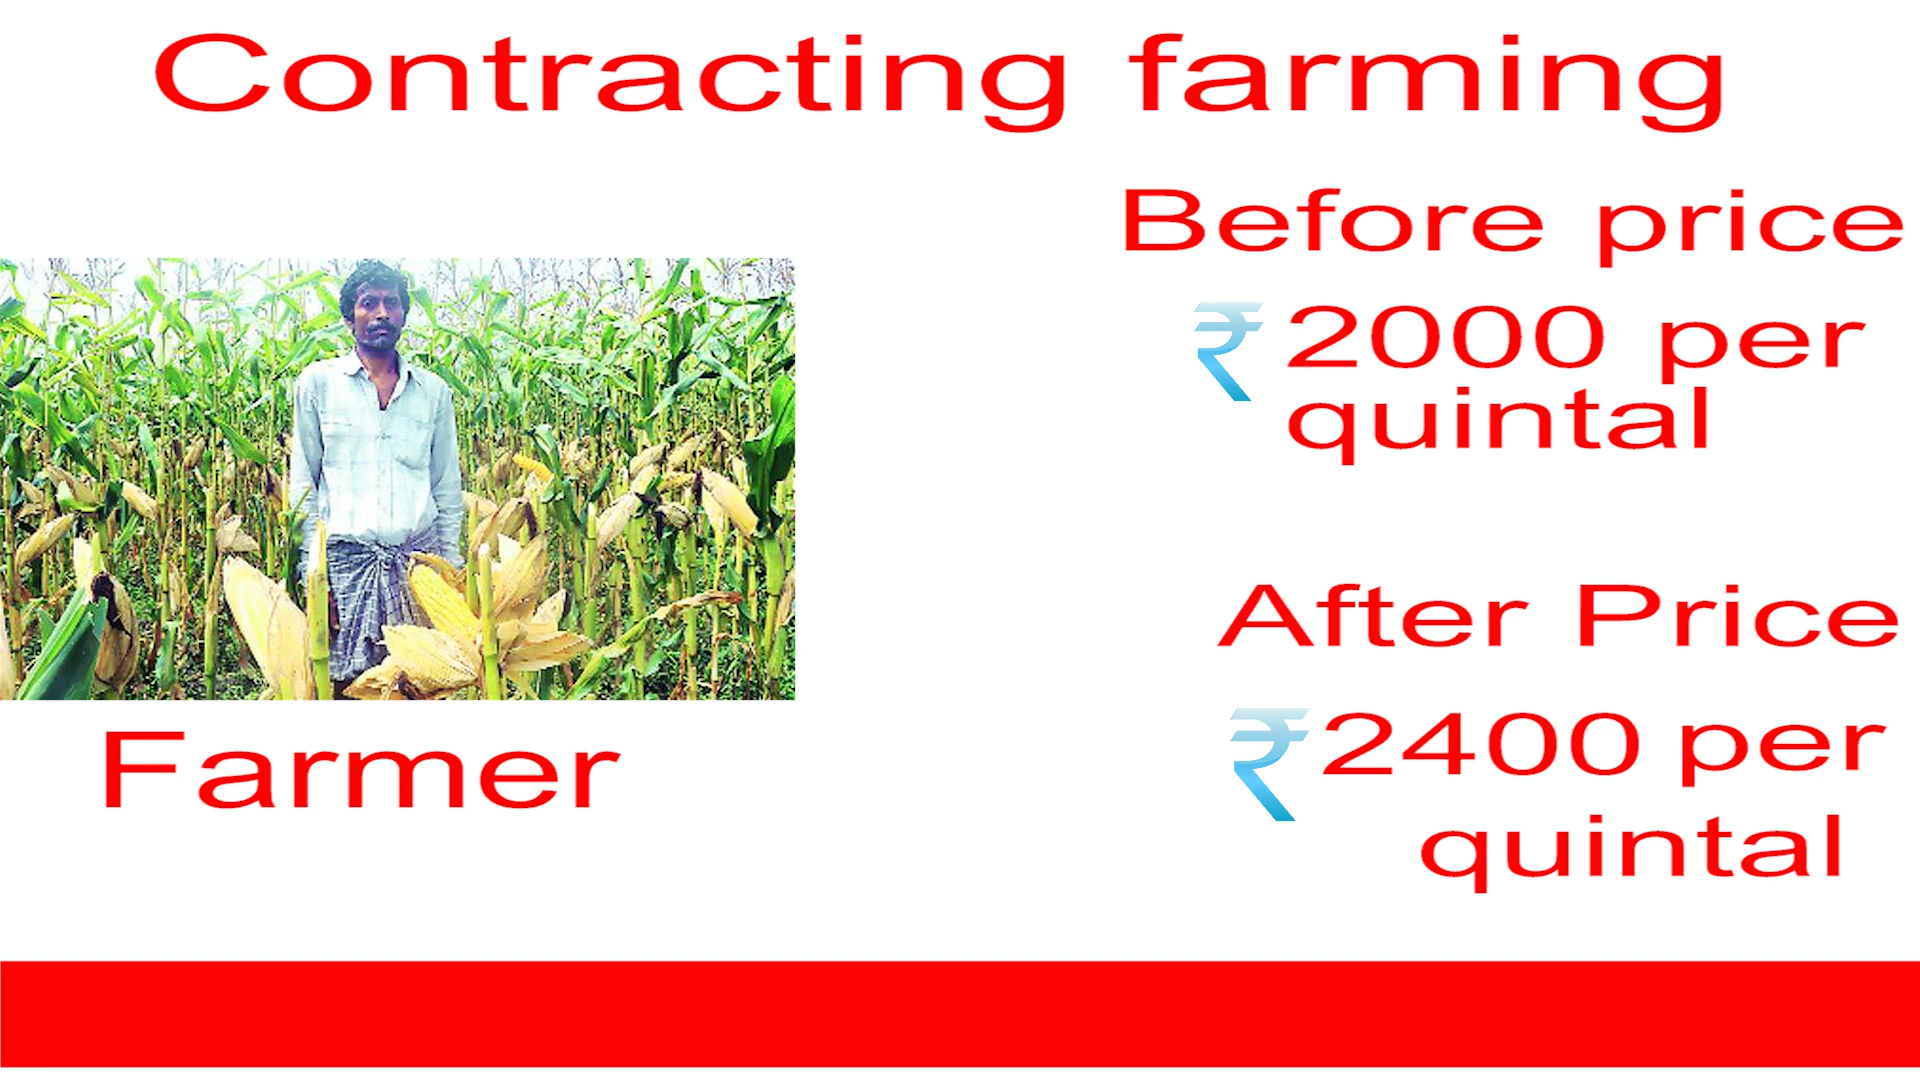 Contracting farming
Before price
₹ 2000 per
quintal
After Price
₹2400 per
quintal
Farmer